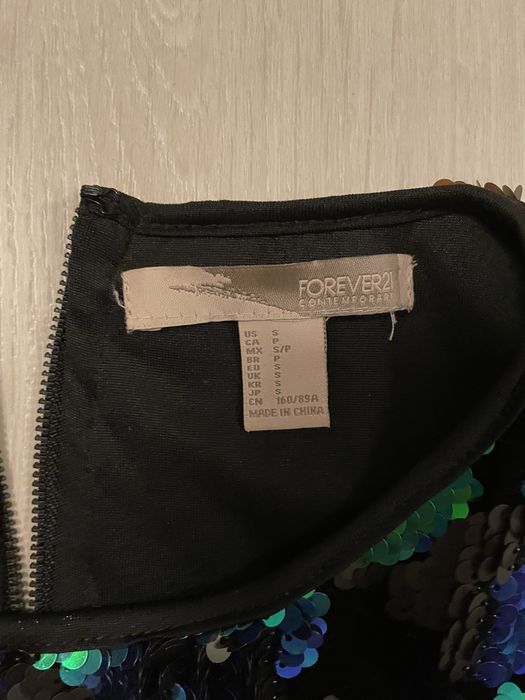 FOREVER21
CONTEMPORARY
US S
CA P
MX S/P
BR P
EU S
UK S
KR S
JP S
CN 160/89A
MADE IN CHINA